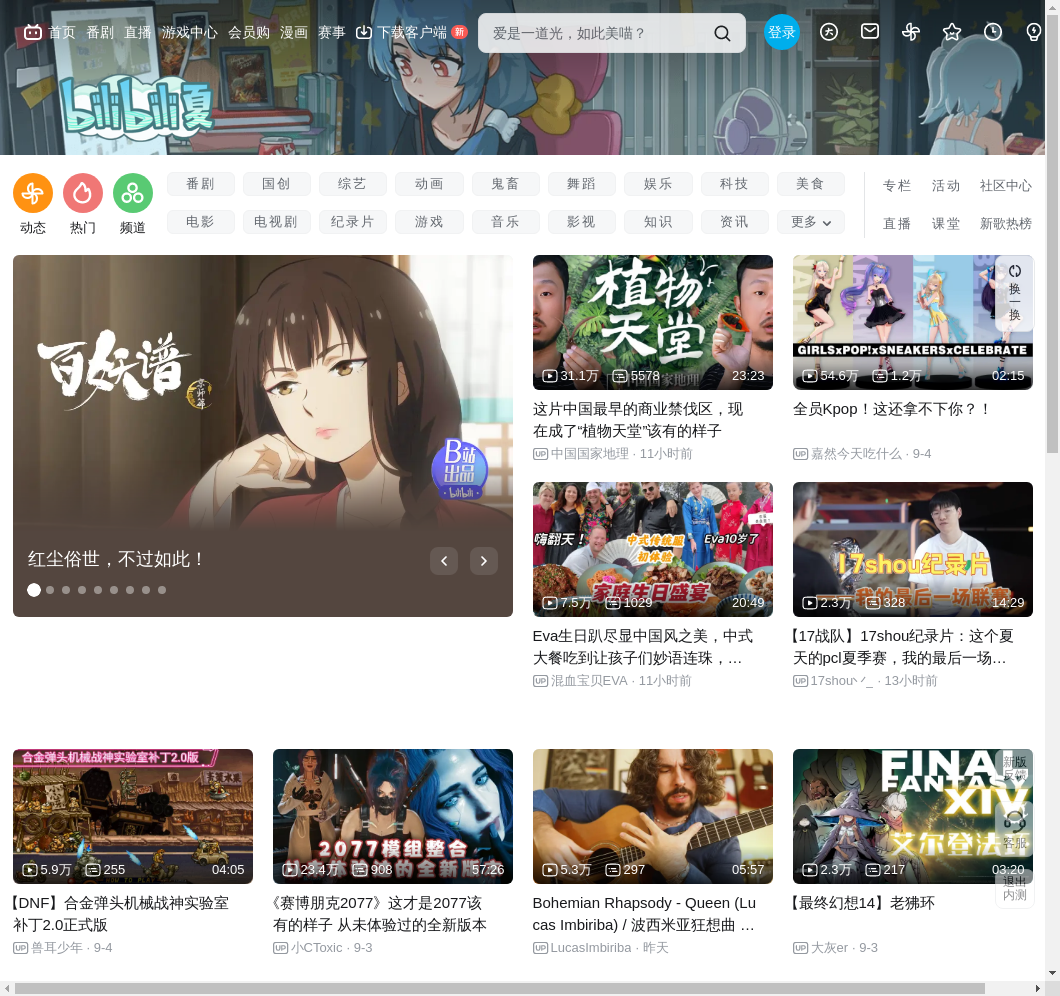 首页 番剧 直播 游戏中心 会员购 漫画 赛事 下载客户端 新 爱是一道光，如此美喵？ 登录
bilibili夏
动态 热门 频道
番剧 国创 综艺 动画 鬼畜 舞蹈 娱乐 科技 美食
专栏 活动 社区中心
电影 电视剧 纪录片 游戏 音乐 影视 知识 资讯 更多
直播 课堂 新歌热榜
百妖谱
京师篇
B站
出品
bilibili
红尘俗世，不过如此！
植物
天堂
中国国家地理
31.1万 5578 23:23
这片中国最早的商业禁伐区，现
在成了“植物天堂”该有的样子
UP 中国国家地理 · 11小时前
GIRLSxPOP!xSNEAKERSxCELEBRATE
54.6万 1.2万 02:15
全员Kpop！这还拿不下你？！
UP 嘉然今天吃什么 · 9-4
换
一
换
嗨翻天！
中式传统服
初体验
Eva10岁了
家庭生日盛宴
7.5万 1029 20:49
Eva生日趴尽显中国风之美，中式
大餐吃到让孩子们妙语连珠，…
UP 混血宝贝EVA · 11小时前
17shou纪录片
——我的最后一场联赛
2.3万 328 14:29
【17战队】17shou纪录片：这个夏
天的pcl夏季赛，我的最后一场…
UP 17shou丷_ · 13小时前
合金弹头机械战神实验室补丁2.0版
5.9万 255 04:05
【DNF】合金弹头机械战神实验室
补丁2.0正式版
UP 兽耳少年 · 9-4
2077模组整合
体验的全新版本
23.4万 908 57:26
《赛博朋克2077》这才是2077该
有的样子 从未体验过的全新版本
UP 小CToxic · 9-3
5.3万 297 05:57
Bohemian Rhapsody - Queen (Lu
cas Imbiriba) / 波西米亚狂想曲 …
UP LucasImbiriba · 昨天
FINAL
FANTASY
XIV
艾尔登法环
2.3万 217 03:20
【最终幻想14】老狒环
UP 大灰er · 9-3
新版
反馈
客服
退出
内测